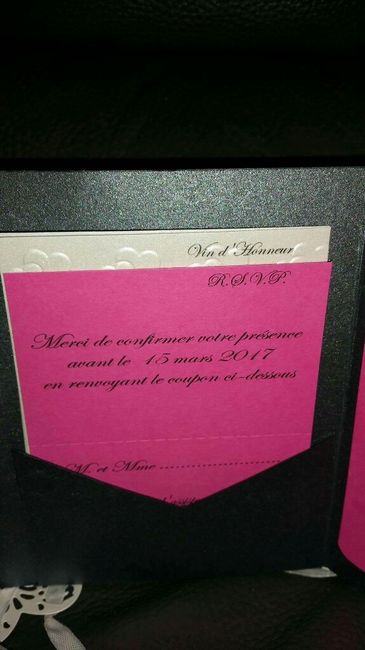 Vin d'Honneur
R.S.V.P.
Merci de confirmer votre présence
avant le 15 mars 2017
en renvoyant le coupon ci-dessous
M. et Mme ........................